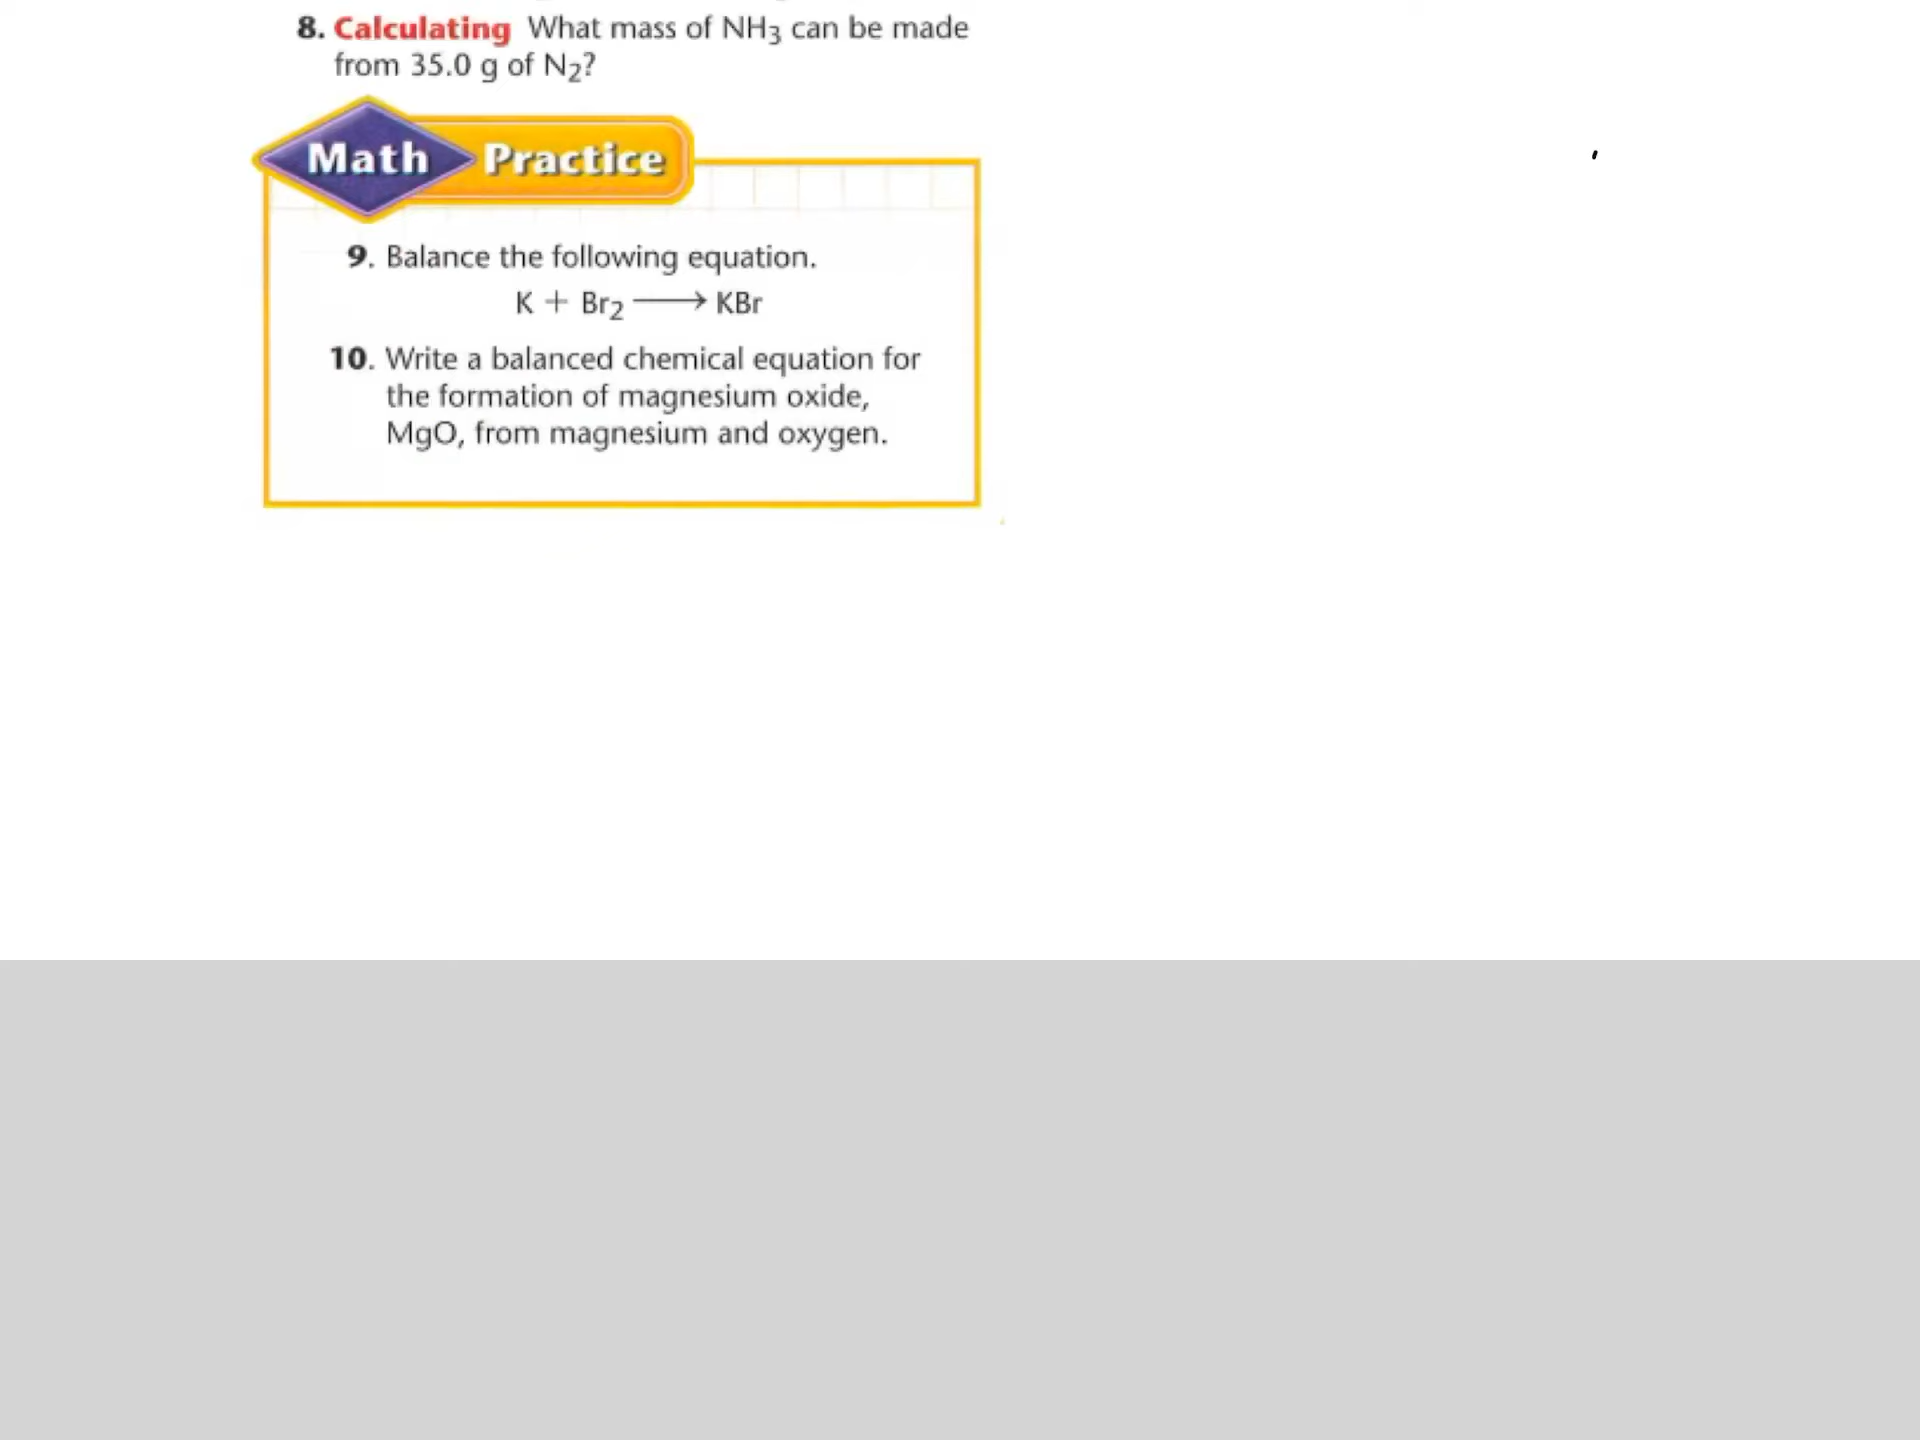 8. Calculating What mass of NH3 can be made
from 35.0 g of N2?
Math Practice
9. Balance the following equation.
K + Br2 ⟶ KBr
10. Write a balanced chemical equation for
the formation of magnesium oxide,
MgO, from magnesium and oxygen.